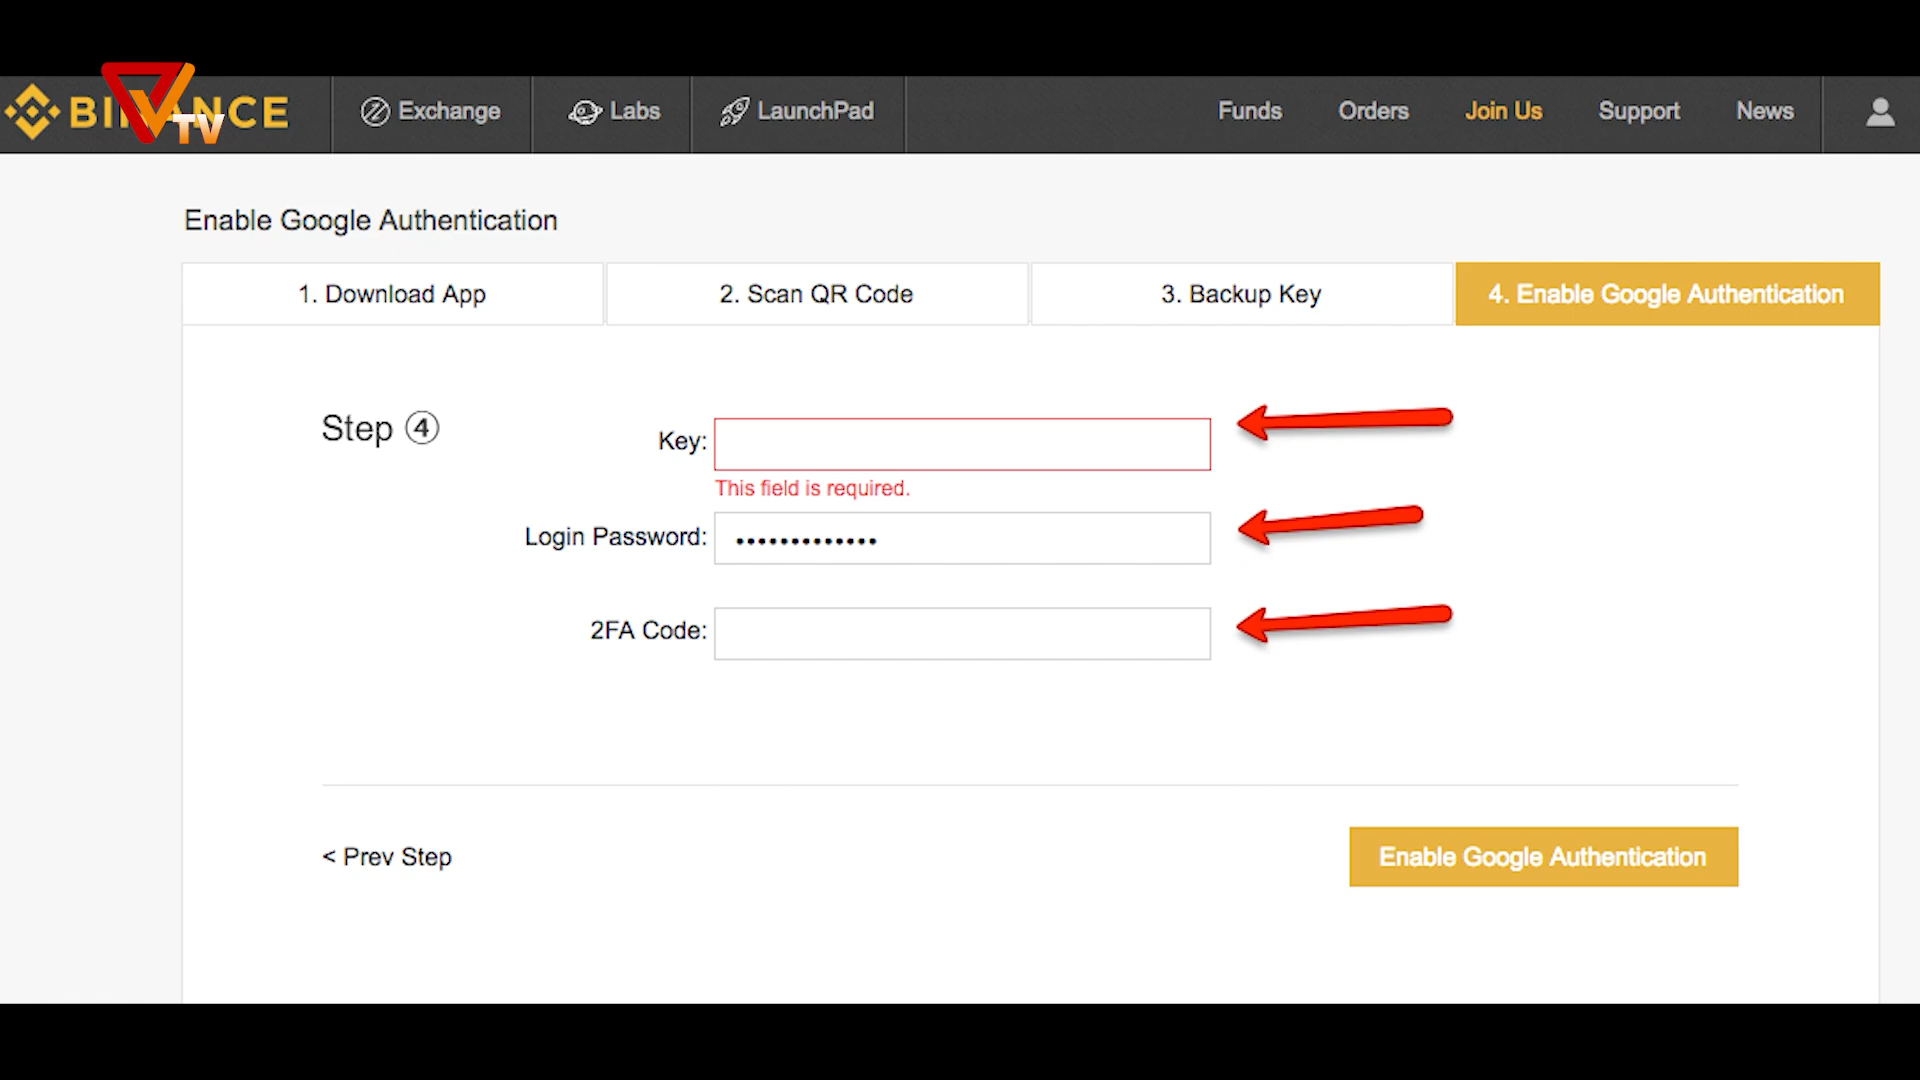 BINANCE
VTV
Exchange
Labs
LaunchPad
Funds
Orders
Join Us
Support
News
Enable Google Authentication
1. Download App
2. Scan QR Code
3. Backup Key
4. Enable Google Authentication
Step ④
Key:
This field is required.
Login Password: •••••••••••••
2FA Code:
< Prev Step
Enable Google Authentication